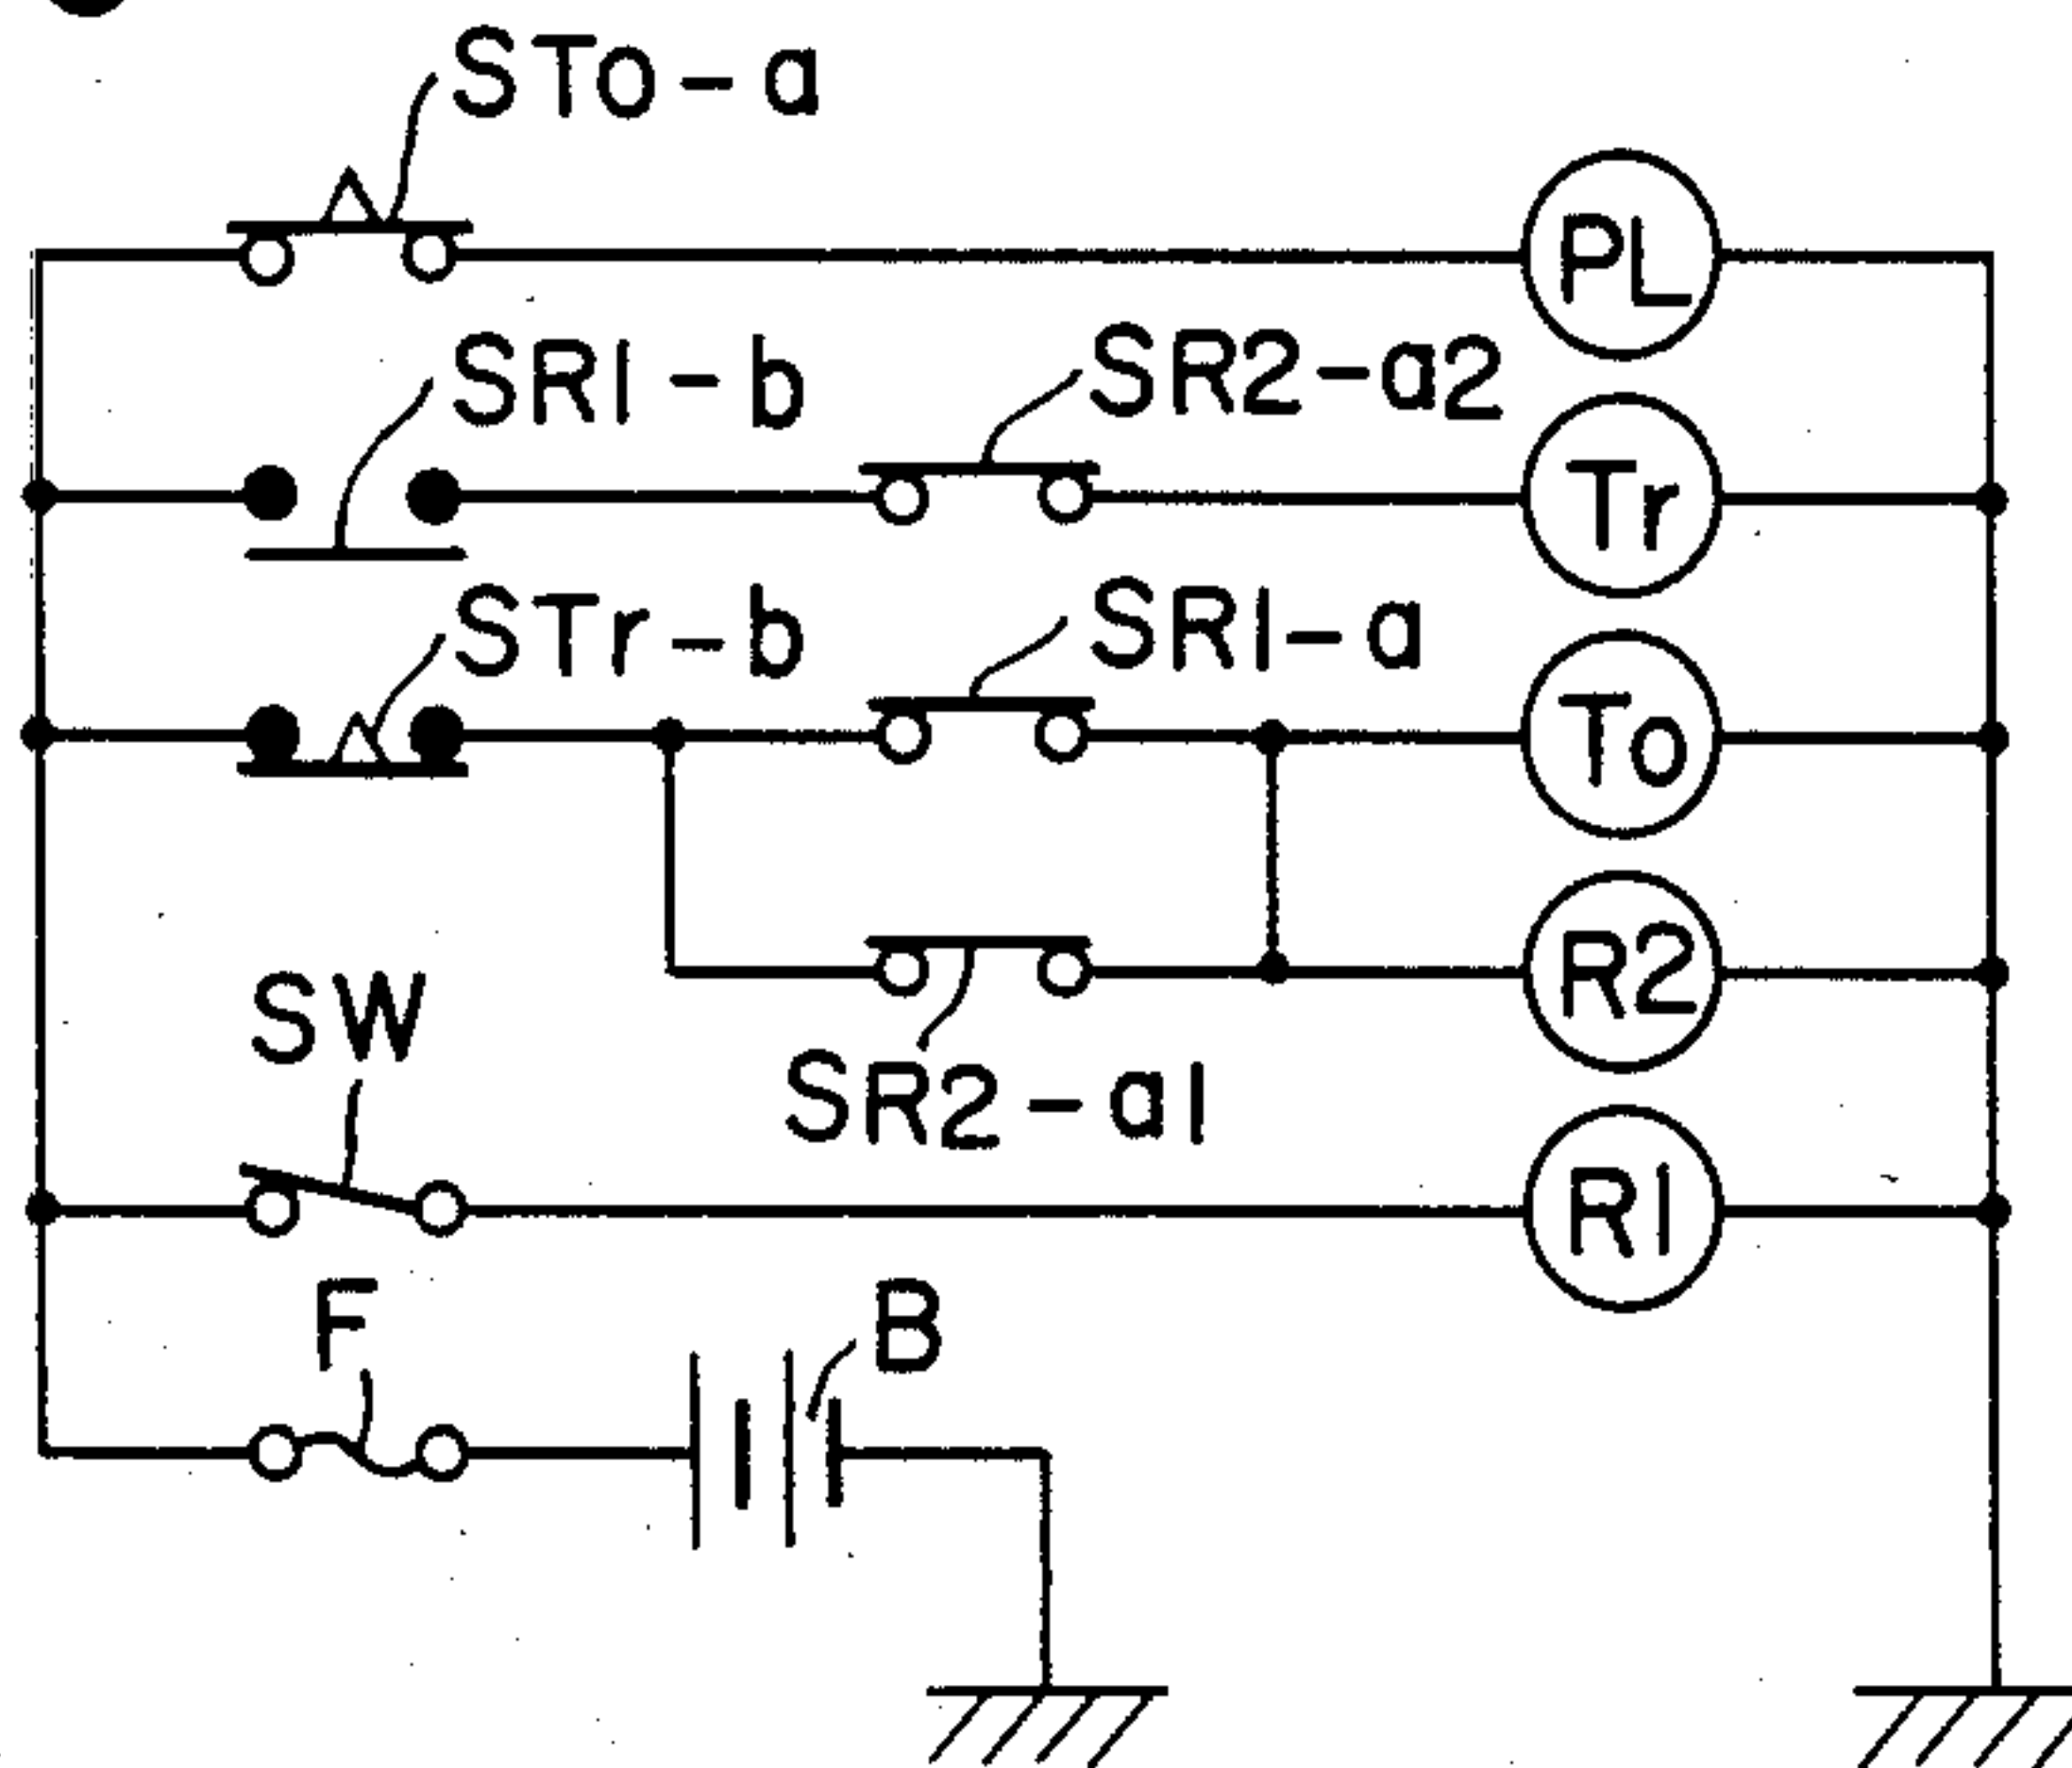 STo-a
PL
SR1-b
SR2-a2
Tr
STr-b
SR1-a
To
R2
SW
SR2-a1
R1
F
B